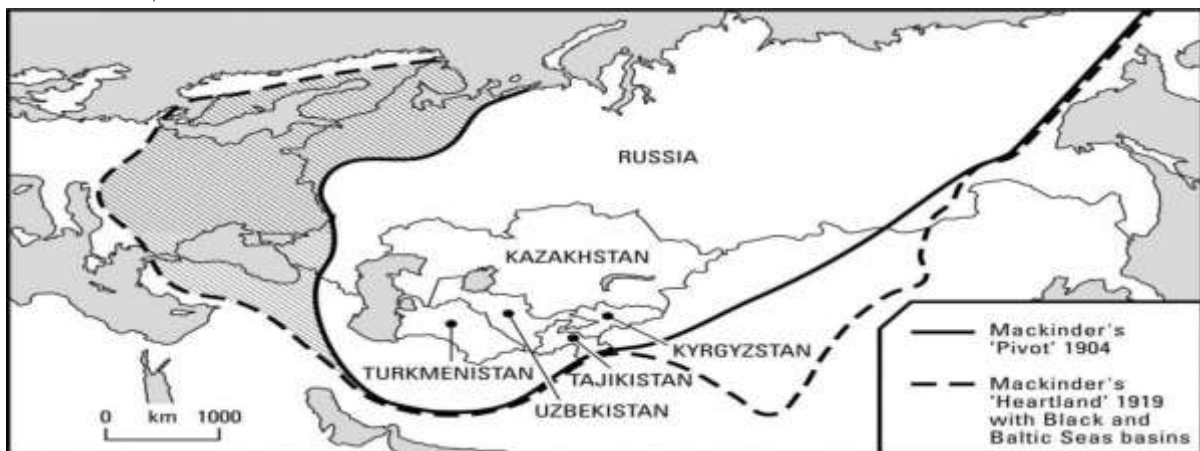 RUSSIA
KAZAKHSTAN
KYRGYZSTAN
TURKMENISTAN
TAJIKISTAN
UZBEKISTAN
0 km 1000
Mackinder's
'Pivot' 1904
Mackinder's
'Heartland' 1919
with Black and
Baltic Seas basins